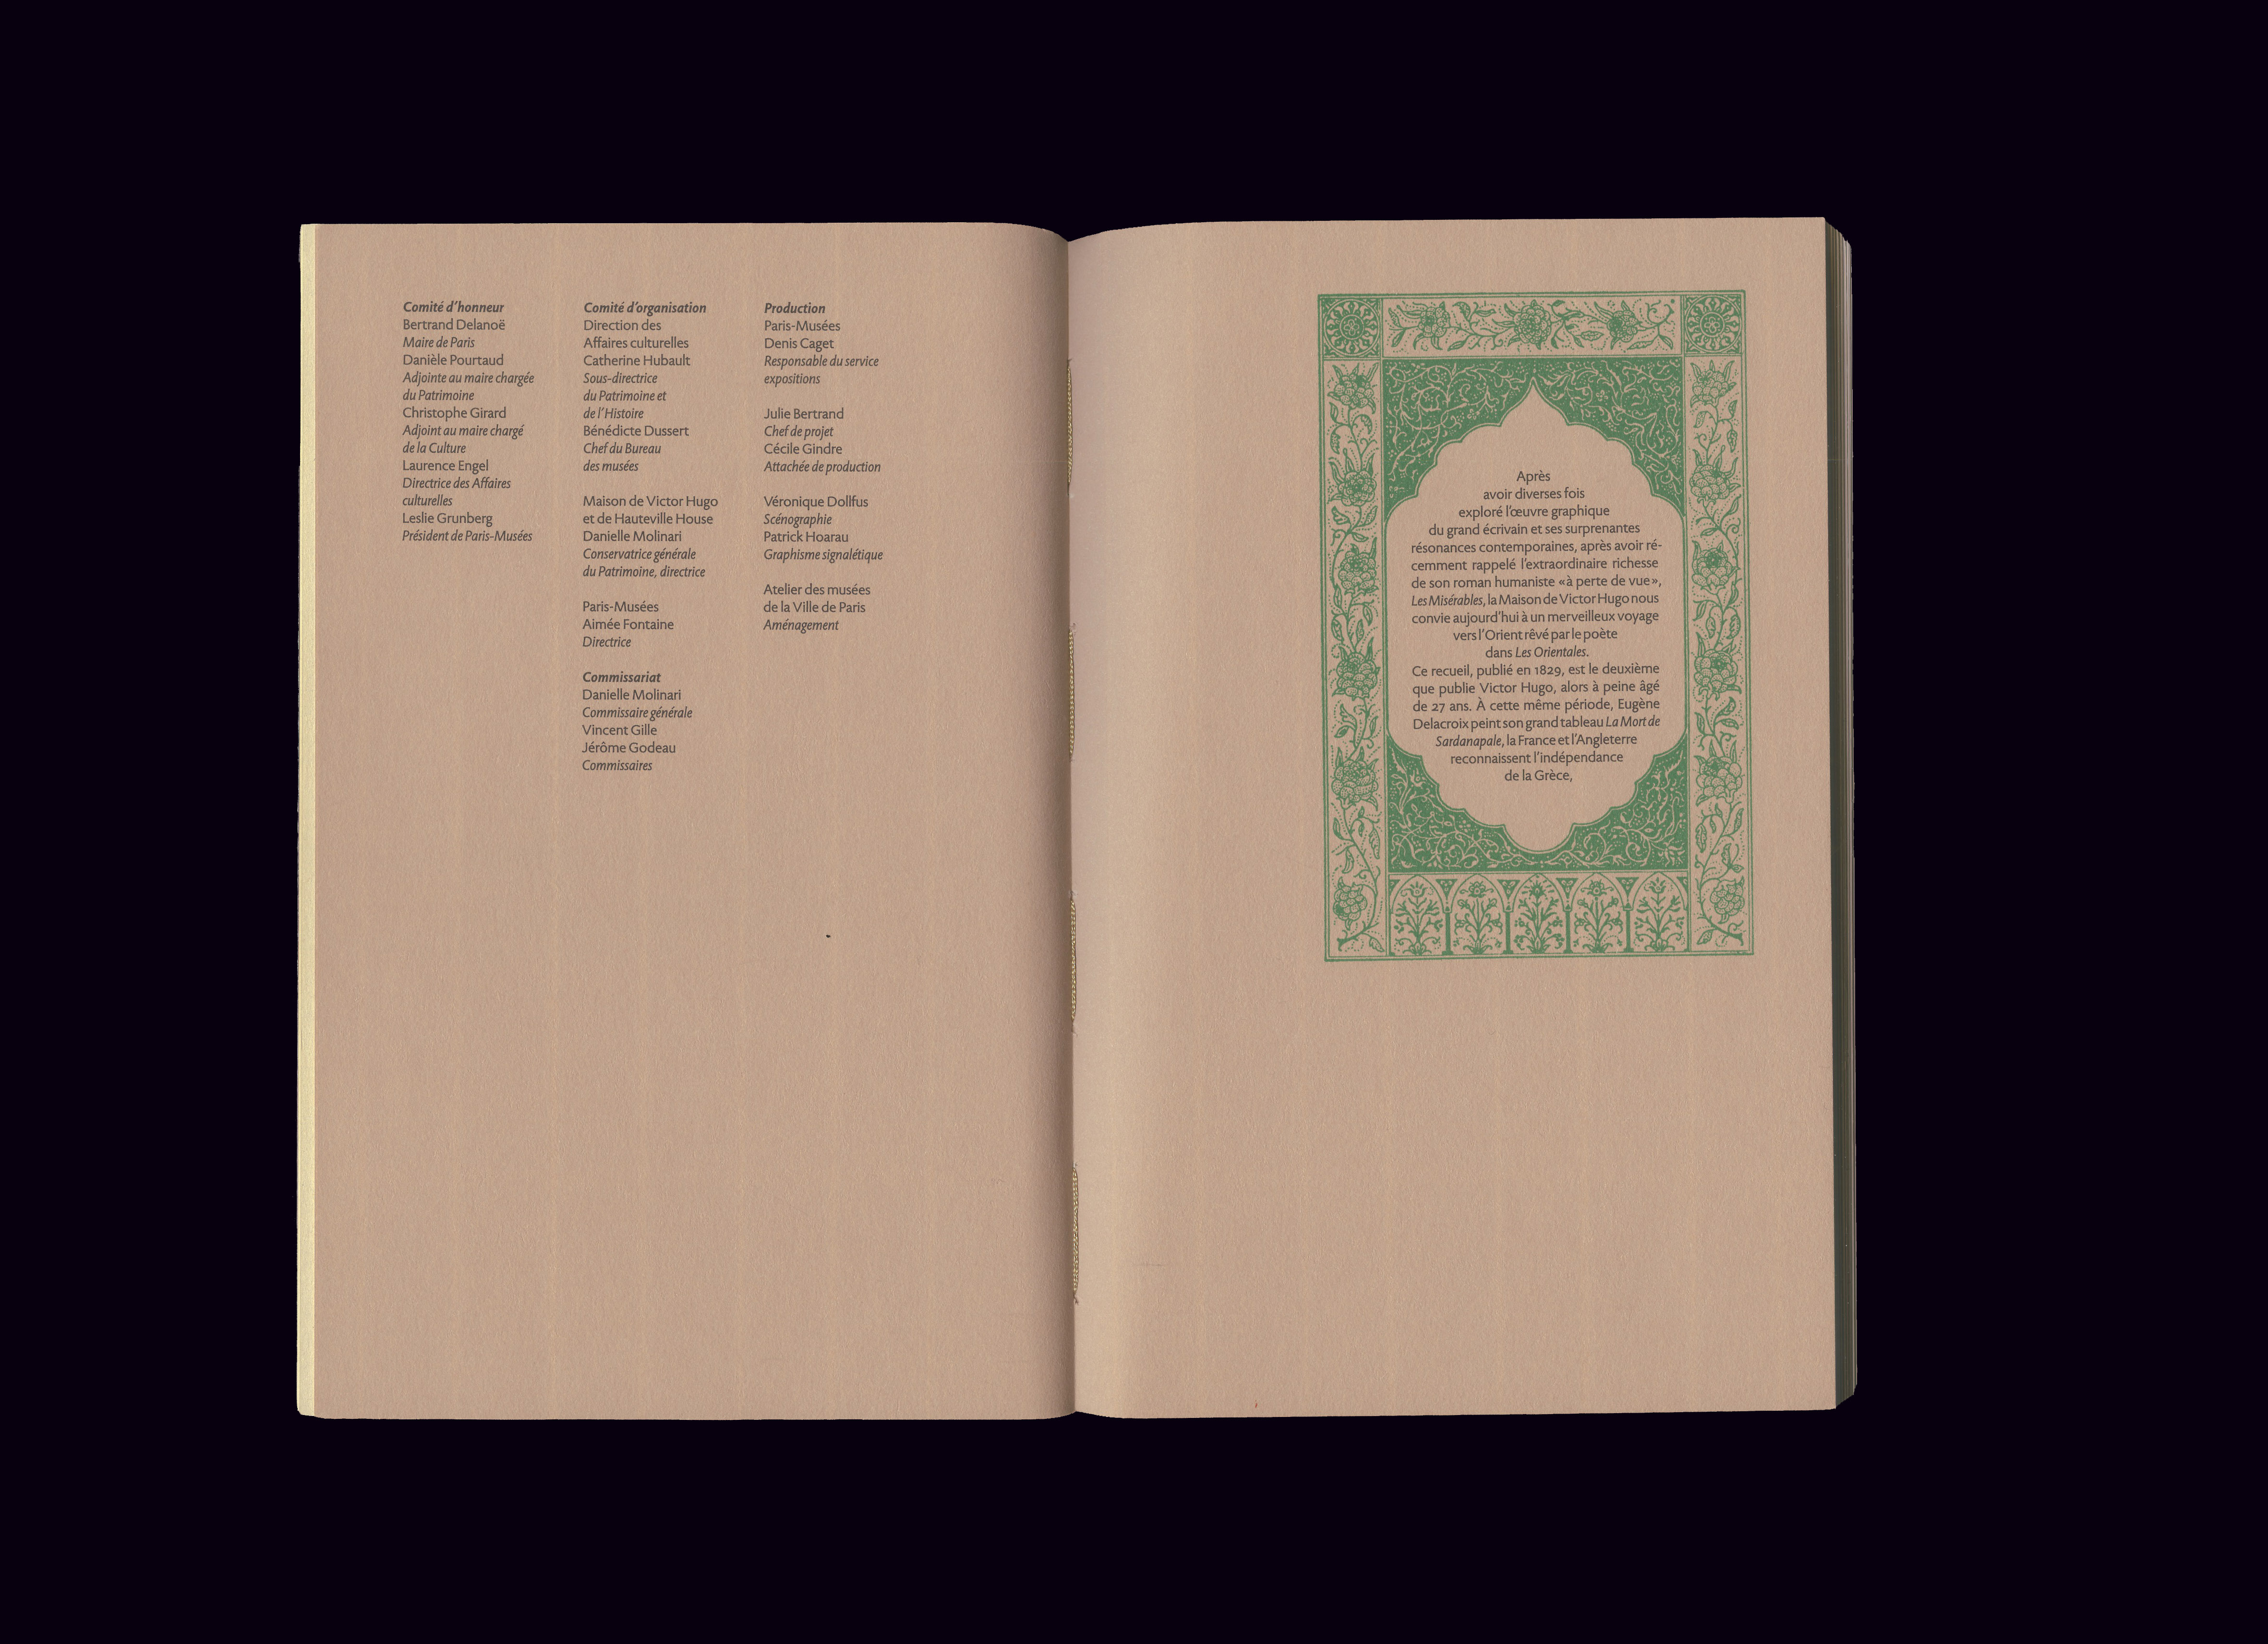 Comité d'honneur
Bertrand Delanoë
Maire de Paris
Danièle Pourtaud
Adjointe au maire chargée
du Patrimoine
Christophe Girard
Adjoint au maire chargé
de la Culture
Laurence Engel
Directrice des Affaires
culturelles
Leslie Grunberg
Président de Paris-Musées
Comité d'organisation
Direction des
Affaires culturelles
Catherine Hubault
Sous-directrice
du Patrimoine et
de l'Histoire
Bénédicte Dussert
Chef du Bureau
des musées
Maison de Victor Hugo
et de Hauteville House
Danielle Molinari
Conservatrice générale
du Patrimoine, directrice
Paris-Musées
Aimée Fontaine
Directrice
Commissariat
Danielle Molinari
Commissaire générale
Vincent Gille
Jérôme Godeau
Commissaires
Production
Paris-Musées
Denis Caget
Responsable du service
expositions
Julie Bertrand
Chef de projet
Cécile Gindre
Attachée de production
Véronique Dollfus
Scénographie
Patrick Hoarau
Graphisme signalétique
Atelier des musées
de la Ville de Paris
Aménagement
Après
avoir diverses fois
exploré l'œuvre graphique
du grand écrivain et ses surprenantes
résonances contemporaines, après avoir ré-
cemment rappelé l'extraordinaire richesse
de son roman humaniste «à perte de vue»,
Les Misérables, la Maison de Victor Hugo nous
convie aujourd'hui à un merveilleux voyage
vers l'Orient rêvé par le poète
dans Les Orientales.
Ce recueil, publié en 1829, est le deuxième
que publie Victor Hugo, alors à peine âgé
de 27 ans. À cette même période, Eugène
Delacroix peint son grand tableau La Mort de
Sardanapale, la France et l'Angleterre
reconnaissent l'indépendance
de la Grèce,